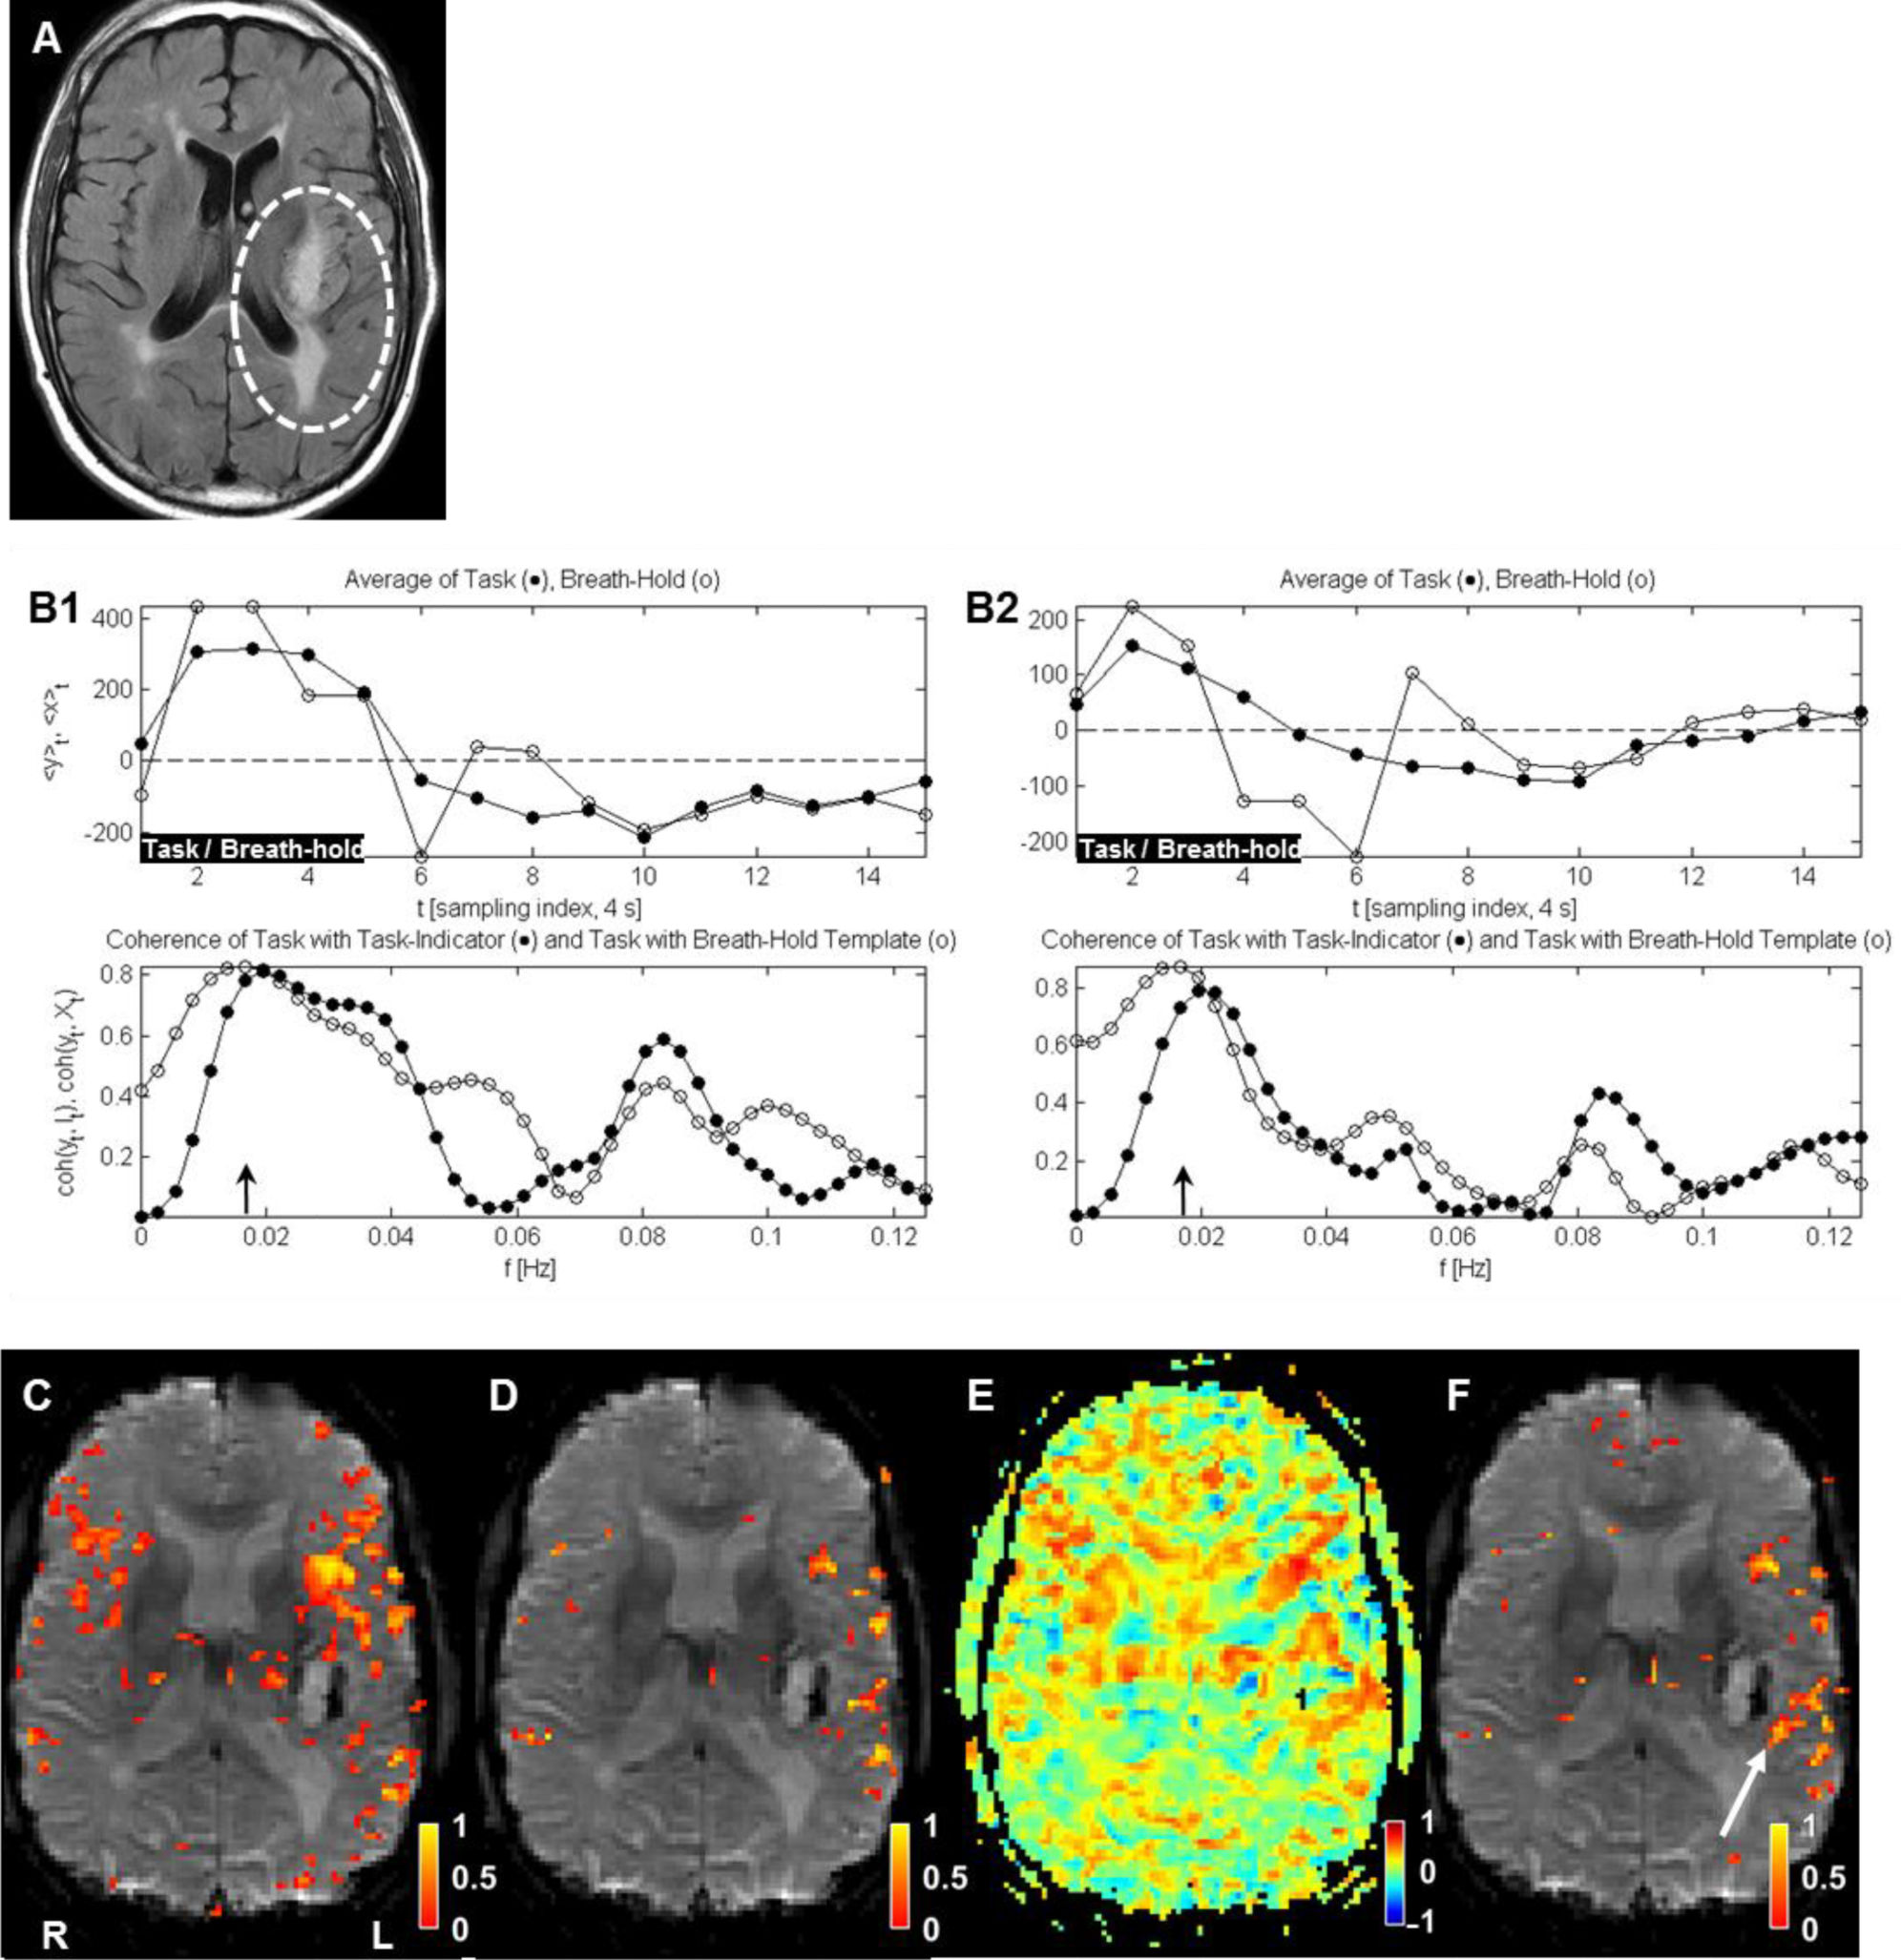 A
B1
Average of Task (●), Breath-Hold (o)
400
200
0
-200
<y>t, <x>t
Task / Breath-hold
2 4 6 8 10 12 14
t [sampling index, 4 s]
Coherence of Task with Task-Indicator (●) and Task with Breath-Hold Template (o)
0.8
0.6
0.4
0.2
coh(yt, It), coh(yt, Xt)
0 0.02 0.04 0.06 0.08 0.1 0.12
f [Hz]
B2
Average of Task (●), Breath-Hold (o)
200
100
0
-100
-200
Task / Breath-hold
2 4 6 8 10 12 14
t [sampling index, 4 s]
Coherence of Task with Task-Indicator (●) and Task with Breath-Hold Template (o)
0.8
0.6
0.4
0.2
0 0.02 0.04 0.06 0.08 0.1 0.12
f [Hz]
C
1
0.5
0
R L
D
1
0.5
0
E
1
0
-1
F
1
0.5
0